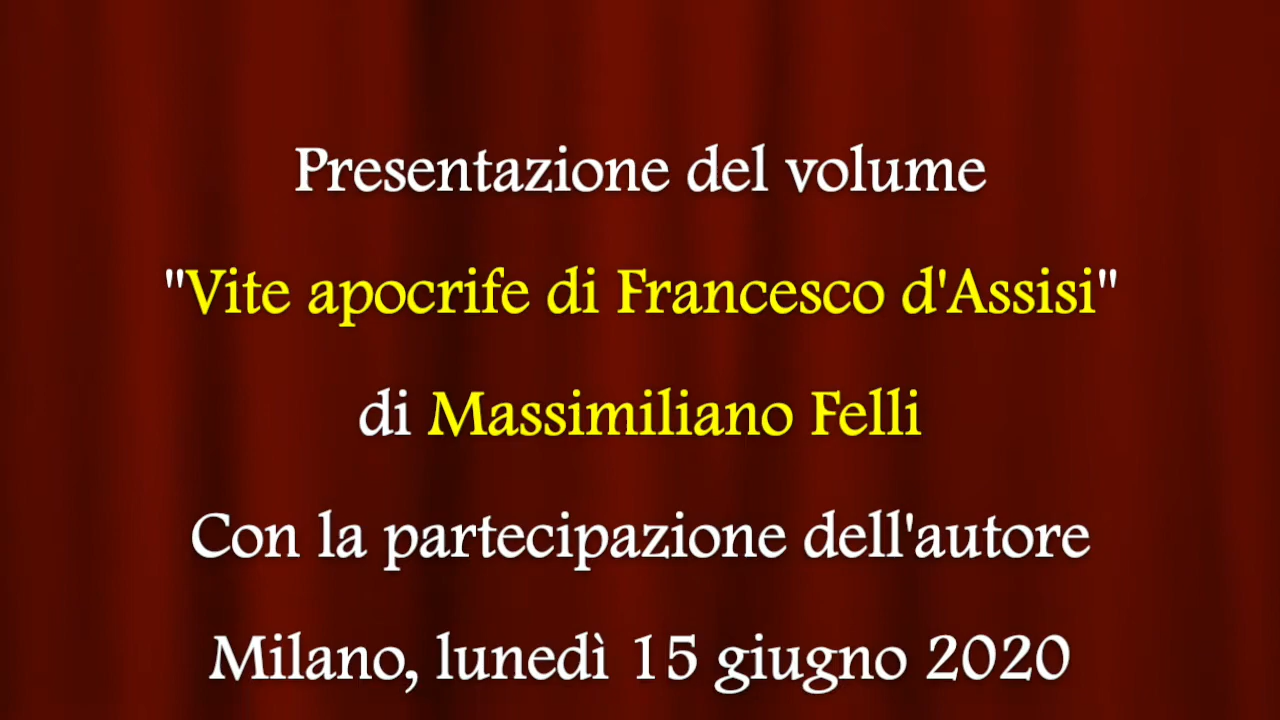 Presentazione del volume
"Vite apocrife di Francesco d'Assisi"
di Massimiliano Felli
Con la partecipazione dell'autore
Milano, lunedì 15 giugno 2020